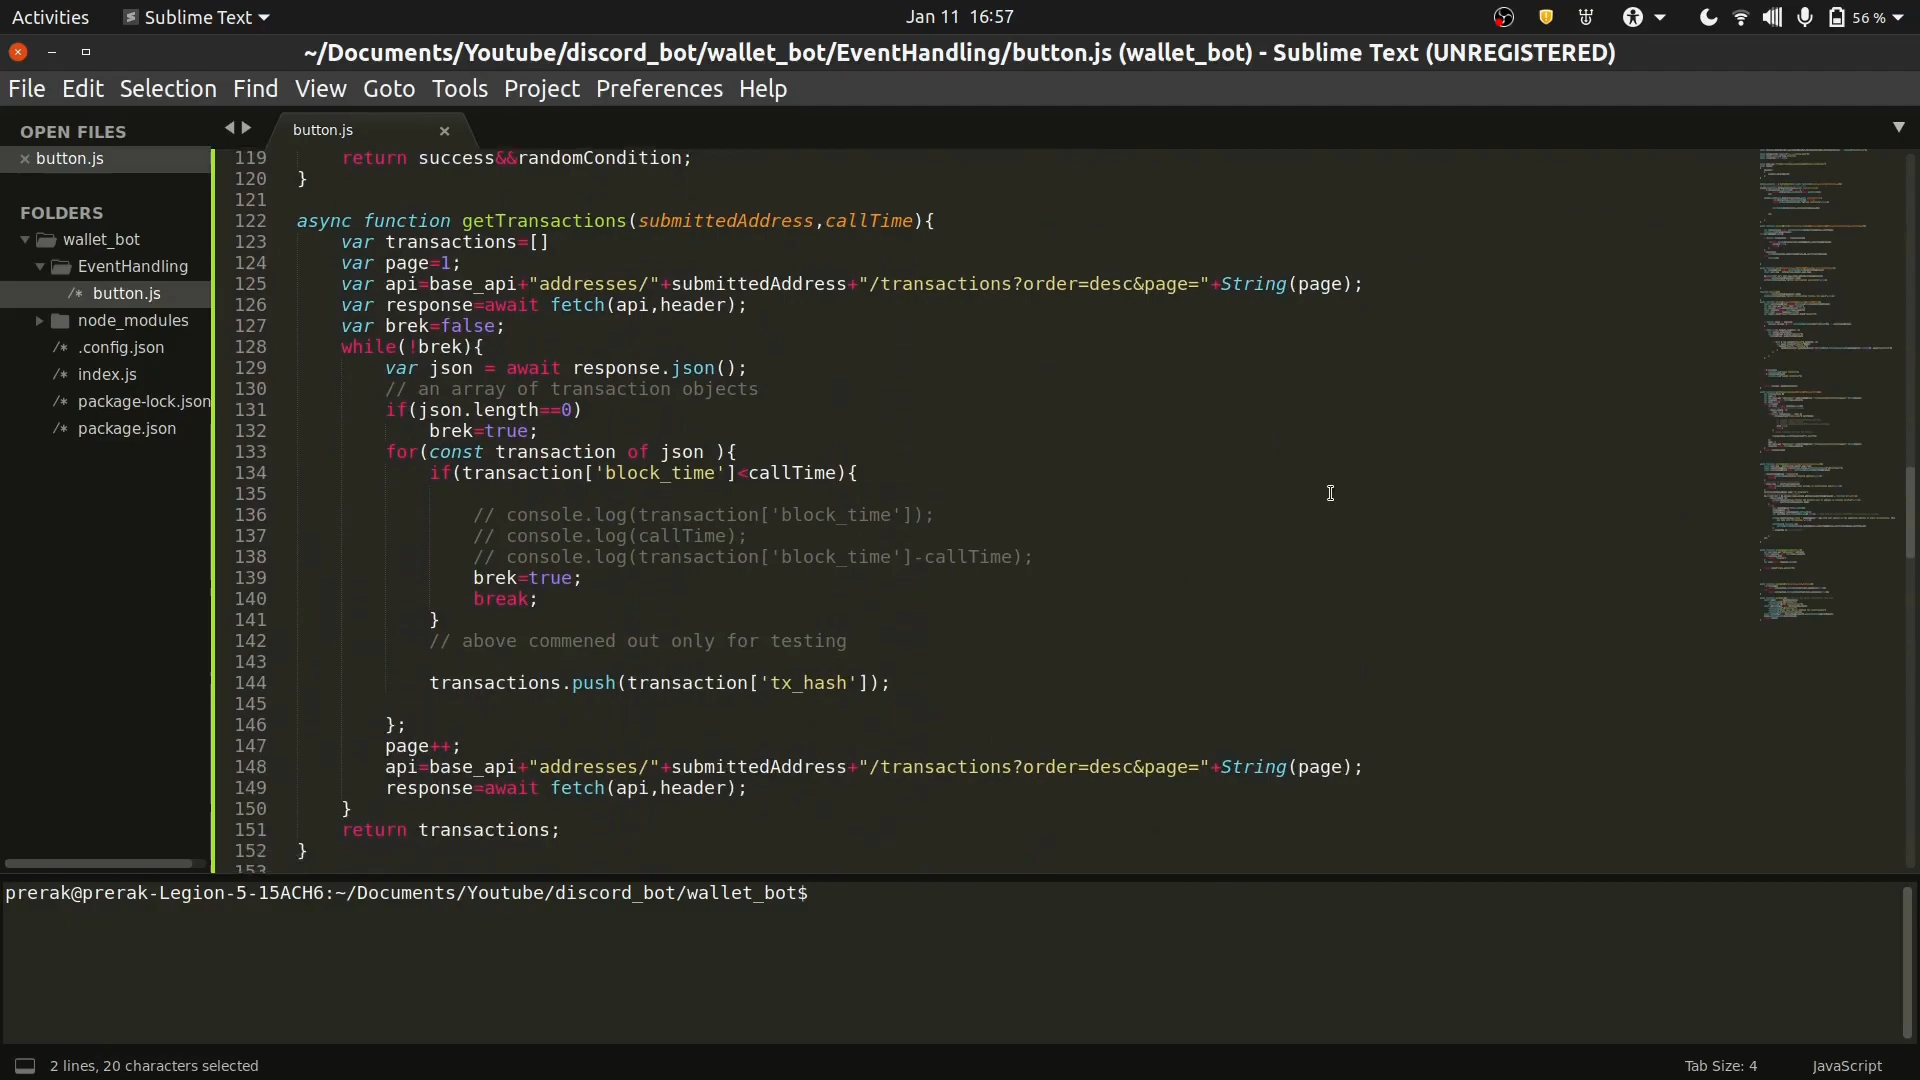 Activities
Sublime Text
Jan 11 16:57
56 %
~/Documents/Youtube/discord_bot/wallet_bot/EventHandling/button.js (wallet_bot) - Sublime Text (UNREGISTERED)
File Edit Selection Find View Goto Tools Project Preferences Help
OPEN FILES
button.js
FOLDERS
wallet_bot
EventHandling
/* button.js
node_modules
/* .config.json
/* index.js
/* package-lock.json
/* package.json
button.js
119 return success&&randomCondition;
120 }
121
122 async function getTransactions(submittedAddress,callTime){
123 var transactions=[]
124 var page=1;
125 var api=base_api+"addresses/"+submittedAddress+"/transactions?order=desc&page="+String(page);
126 var response=await fetch(api,header);
127 var brek=false;
128 while(!brek){
129 var json = await response.json();
130 // an array of transaction objects
131 if(json.length==0)
132 brek=true;
133 for(const transaction of json ){
134 if(transaction['block_time']<callTime){
135
136 // console.log(transaction['block_time']);
137 // console.log(callTime);
138 // console.log(transaction['block_time']-callTime);
139 brek=true;
140 break;
141 }
142 // above commened out only for testing
143
144 transactions.push(transaction['tx_hash']);
145
146 };
147 page++;
148 api=base_api+"addresses/"+submittedAddress+"/transactions?order=desc&page="+String(page);
149 response=await fetch(api,header);
150 }
151 return transactions;
152 }
153
prerak@prerak-Legion-5-15ACH6:~/Documents/Youtube/discord_bot/wallet_bot$
2 lines, 20 characters selected
Tab Size: 4
JavaScript